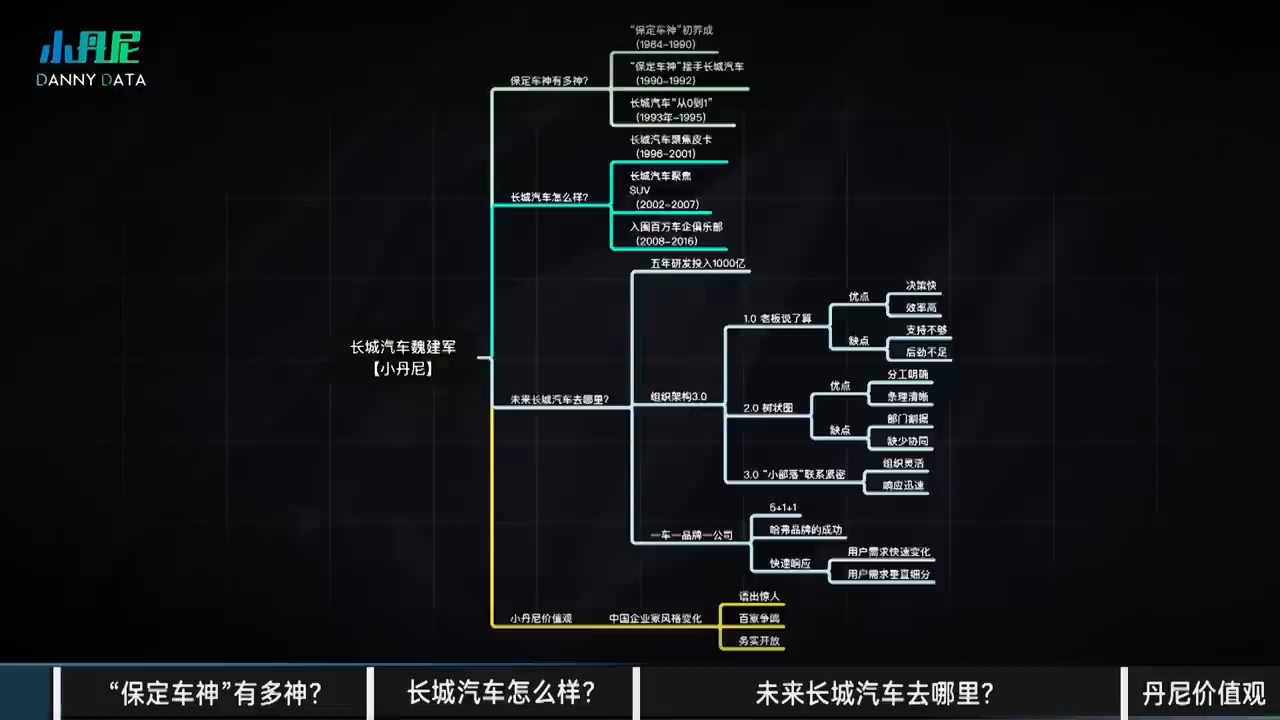 小丹尼
DANNY DATA
“保定车神”初养成
(1964-1990)
“保定车神”接手长城汽车
(1990-1992)
保定车神有多神?
长城汽车“从0到1”
(1993年-1995)
长城汽车聚焦皮卡
(1996-2001)
长城汽车聚焦
SUV
(2002-2007)
长城汽车怎么样?
入围百万车企俱乐部
(2008-2016)
五年研发投入1000亿
决策快
优点
效率高
1.0 老板说了算
支持不够
缺点
后劲不足
长城汽车魏建军
【小丹尼】
分工明确
优点
条理清晰
未来长城汽车去哪里?
组织架构3.0
2.0 树状图
部门割据
缺点
缺少协同
组织灵活
3.0 “小部落”联系紧密
响应迅速
5+1+1
一车一品牌一公司
哈弗品牌的成功
用户需求快速变化
快速响应
用户需求垂直细分
语出惊人
小丹尼价值观
中国企业家风格变化
百家争鸣
务实开放
“保定车神”有多神?
长城汽车怎么样?
未来长城汽车去哪里?
丹尼价值观